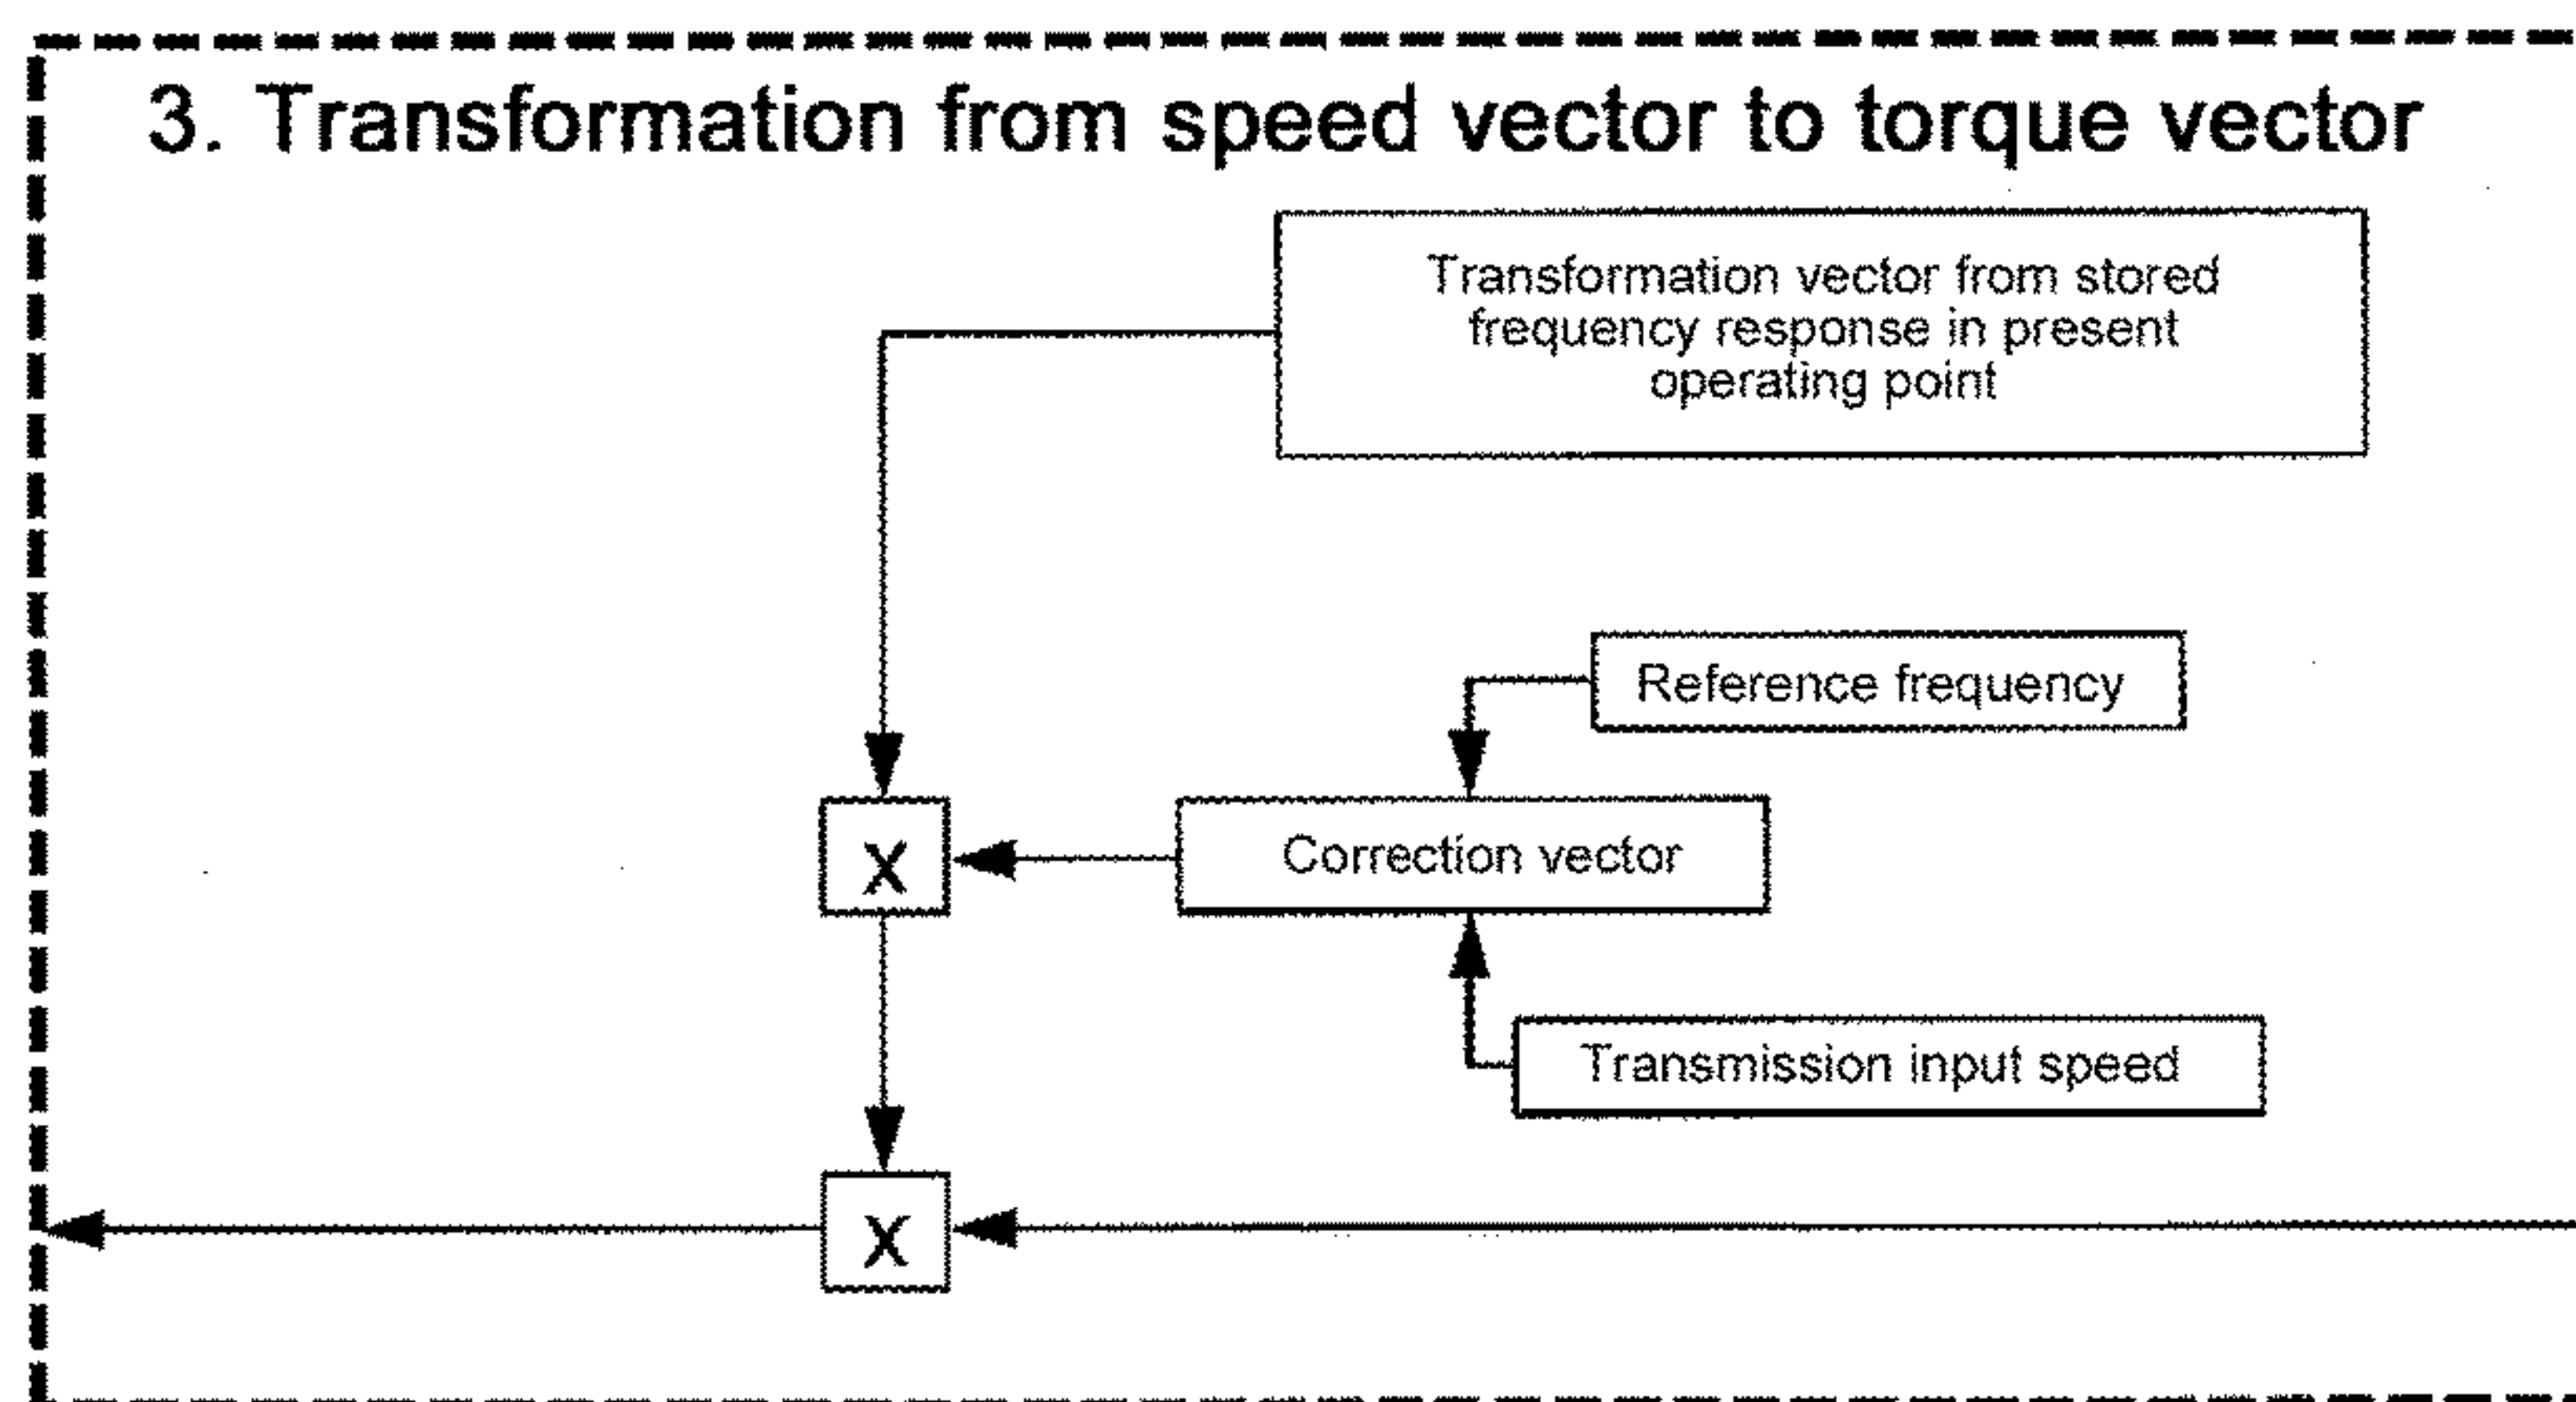 3. Transformation from speed vector to torque vector
Transformation vector from stored
frequency response in present
operating point
Reference frequency
X
Correction vector
Transmission input speed
X